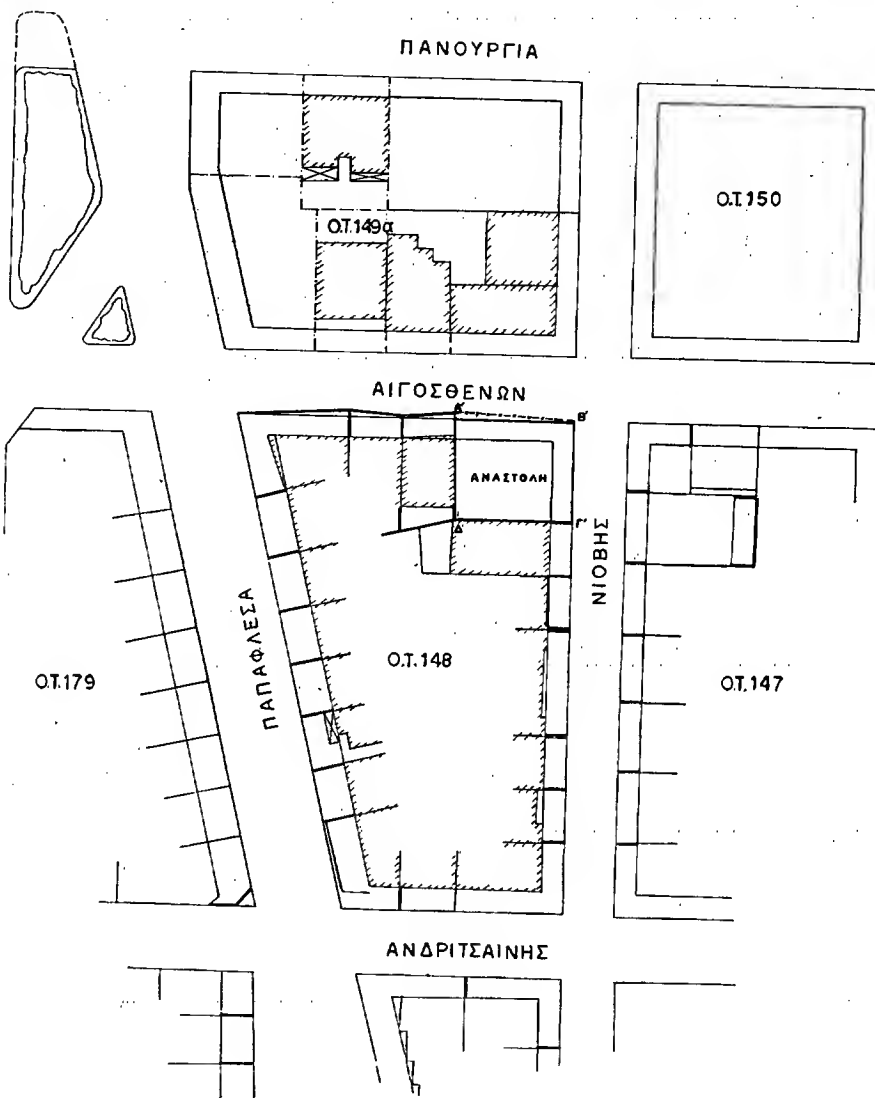 ΠΑΝΟΥΡΓΙΑ
Ο.Τ.150
Ο.Τ.149α
ΑΙΓΟΣΘΕΝΩΝ
Δ'
Β'
ΑΝΑΣΤΟΛΗ
Δ
Γ'
ΝΙΟΒΗΣ
ΠΑΠΑΦΛΕΣΑ
Ο.Τ.179
Ο.Τ.148
Ο.Τ.147
ΑΝΔΡΙΤΣΑΙΝΗΣ